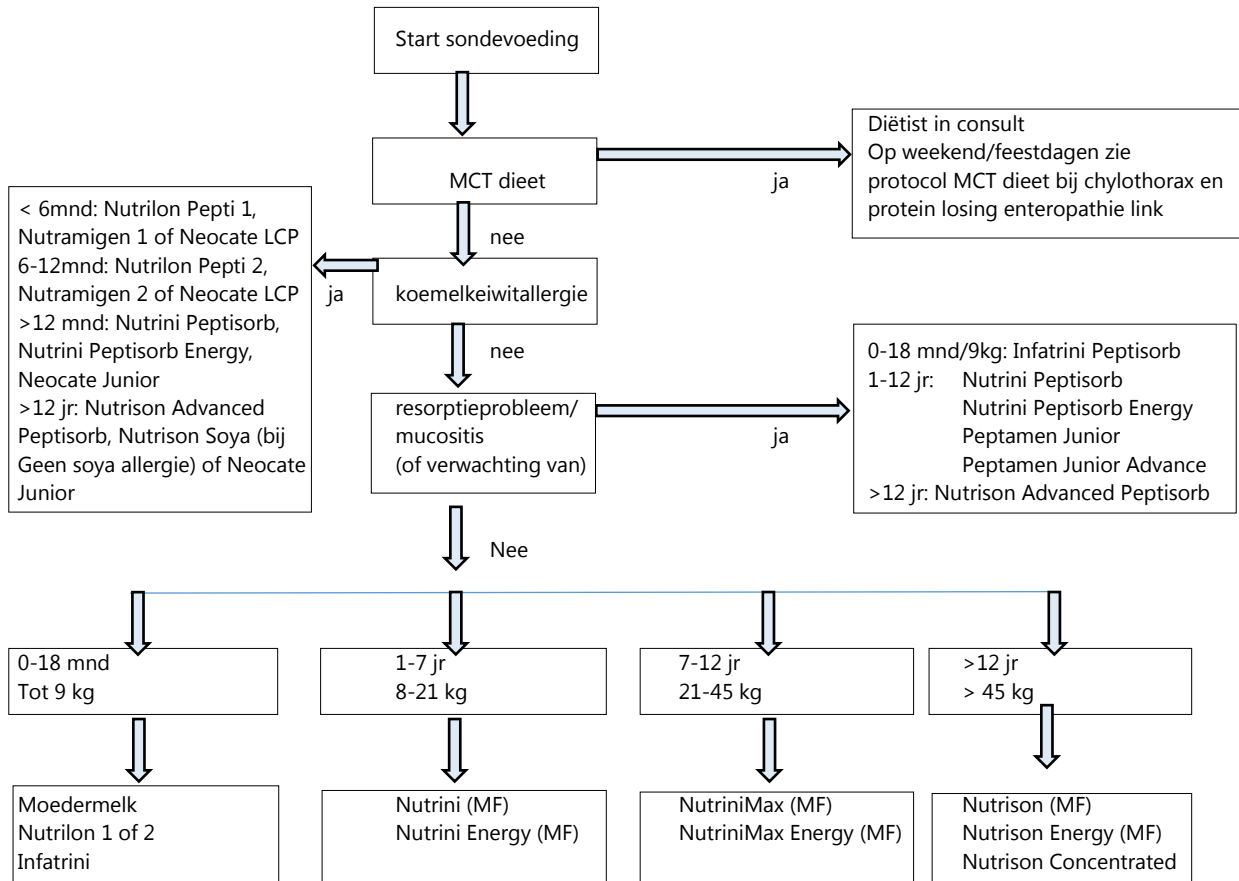 Start sondevoeding
Diëtist in consult
Op weekend/feestdagen zie
protocol MCT dieet bij chylothorax en
protein losing enteropathie link
MCT dieet
ja
nee
< 6mnd: Nutrilon Pepti 1,
Nutramigen 1 of Neocate LCP
6-12mnd: Nutrilon Pepti 2,
Nutramigen 2 of Neocate LCP
>12 mnd: Nutrini Peptisorb,
Nutrini Peptisorb Energy,
Neocate Junior
>12 jr: Nutrison Advanced
Peptisorb, Nutrison Soya (bij
Geen soya allergie) of Neocate
Junior
ja
koemelkeiwitallergie
nee
resorptieprobleem/
mucositis
(of verwachting van)
ja
0-18 mnd/9kg: Infatrini Peptisorb
1-12 jr: Nutrini Peptisorb
Nutrini Peptisorb Energy
Peptamen Junior
Peptamen Junior Advance
>12 jr: Nutrison Advanced Peptisorb
Nee
0-18 mnd
Tot 9 kg
1-7 jr
8-21 kg
7-12 jr
21-45 kg
>12 jr
> 45 kg
Moedermelk
Nutrilon 1 of 2
Infatrini
Nutrini (MF)
Nutrini Energy (MF)
NutriniMax (MF)
NutriniMax Energy (MF)
Nutrison (MF)
Nutrison Energy (MF)
Nutrison Concentrated